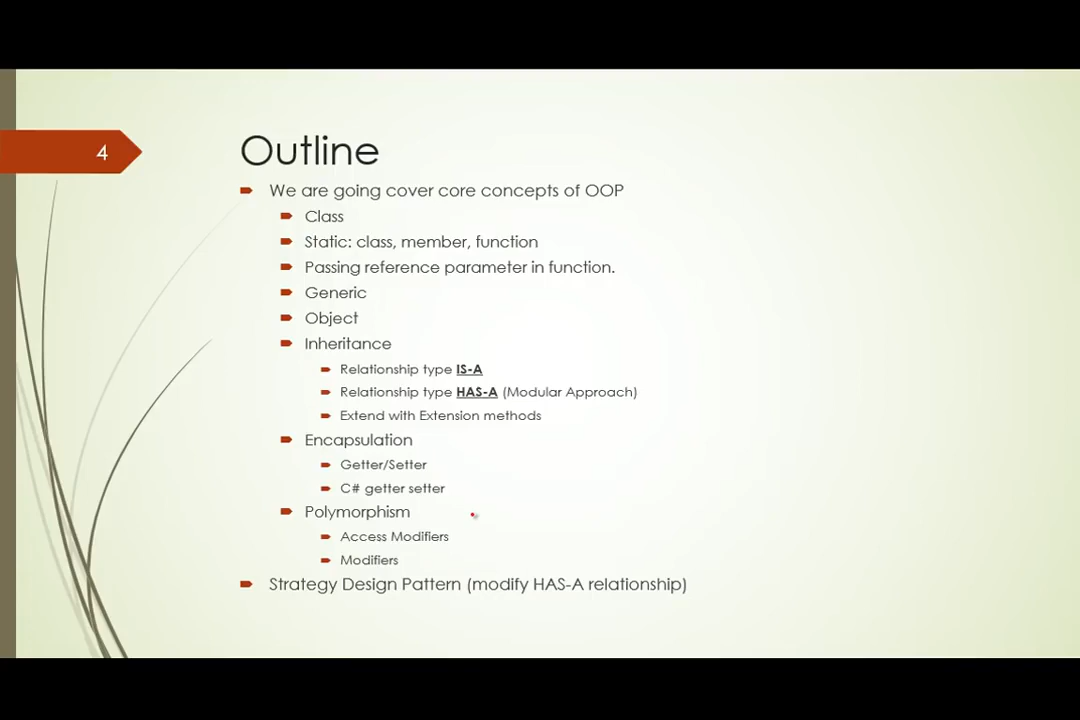 4
Outline
We are going cover core concepts of OOP
Class
Static: class, member, function
Passing reference parameter in function.
Generic
Object
Inheritance
Relationship type IS-A
Relationship type HAS-A (Modular Approach)
Extend with Extension methods
Encapsulation
Getter/Setter
C# getter setter
Polymorphism
Access Modifiers
Modifiers
Strategy Design Pattern (modify HAS-A relationship)